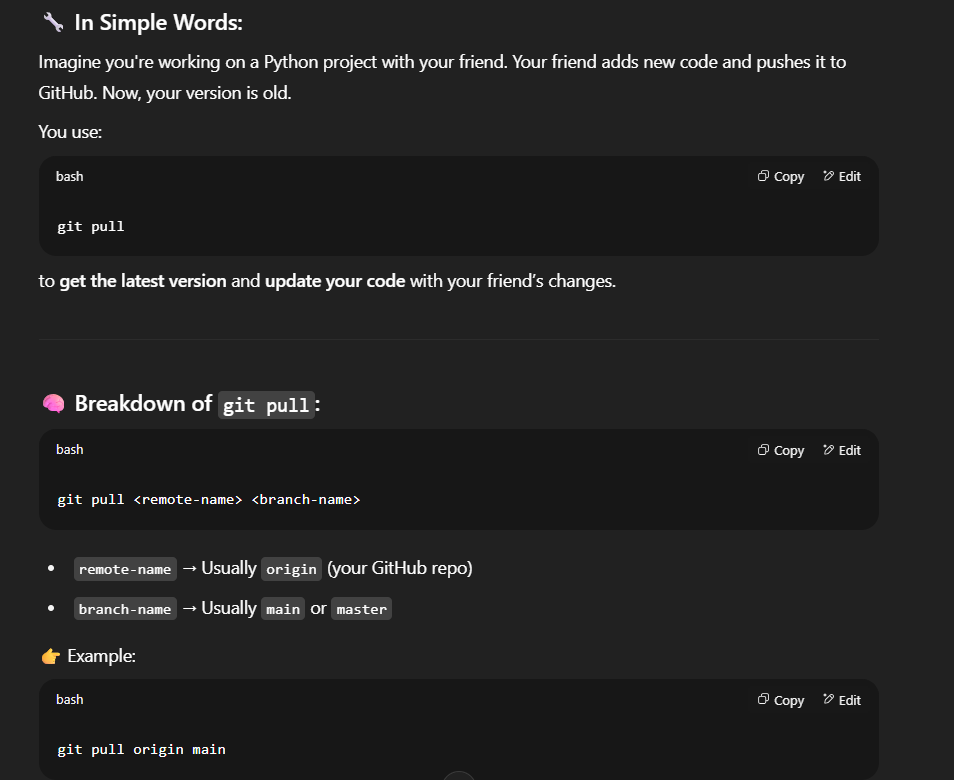 🔧 In Simple Words:
Imagine you're working on a Python project with your friend. Your friend adds new code and pushes it to
GitHub. Now, your version is old.
You use:
bash
Copy Edit
git pull
to get the latest version and update your code with your friend’s changes.
🧠 Breakdown of git pull:
bash
Copy Edit
git pull <remote-name> <branch-name>
• remote-name → Usually origin (your GitHub repo)
• branch-name → Usually main or master
👉 Example:
bash
Copy Edit
git pull origin main